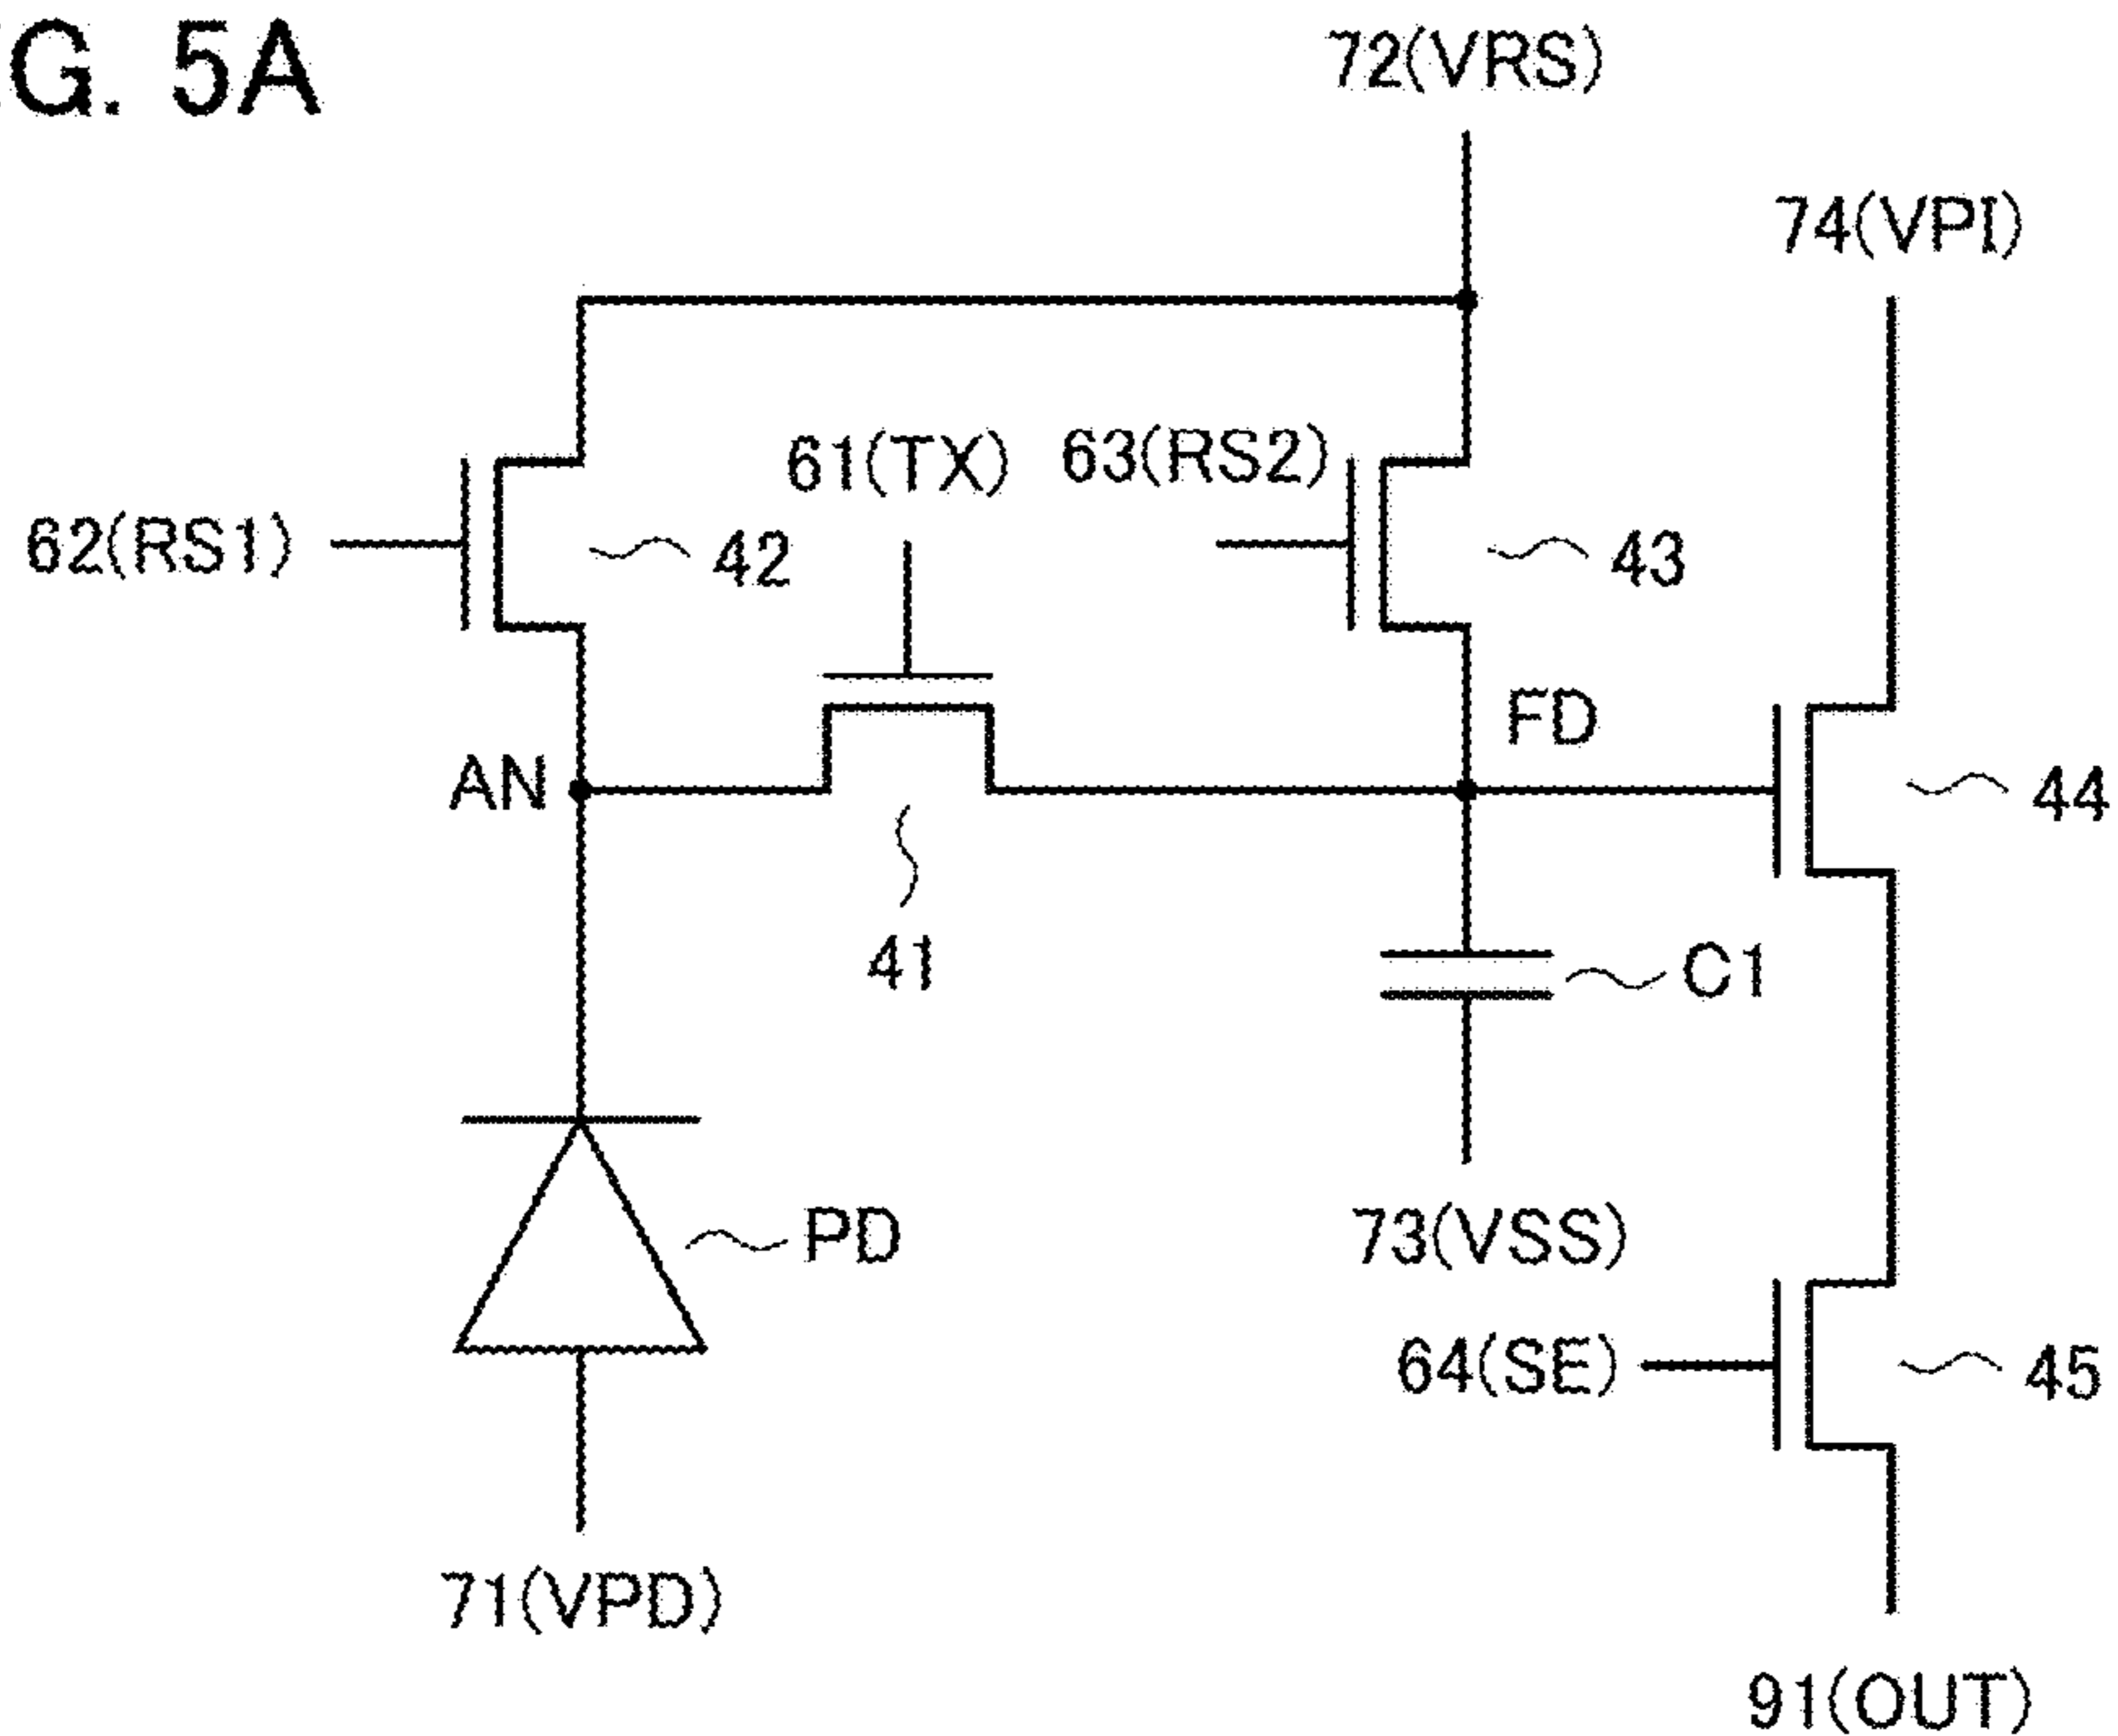 G. 5A
72(VRS)
74(VPI)
61(TX)
63(RS2)
62(RS1)
42
43
FD
AN
44
41
C1
PD
73(VSS)
64(SE)
45
71(VPD)
91(OUT)